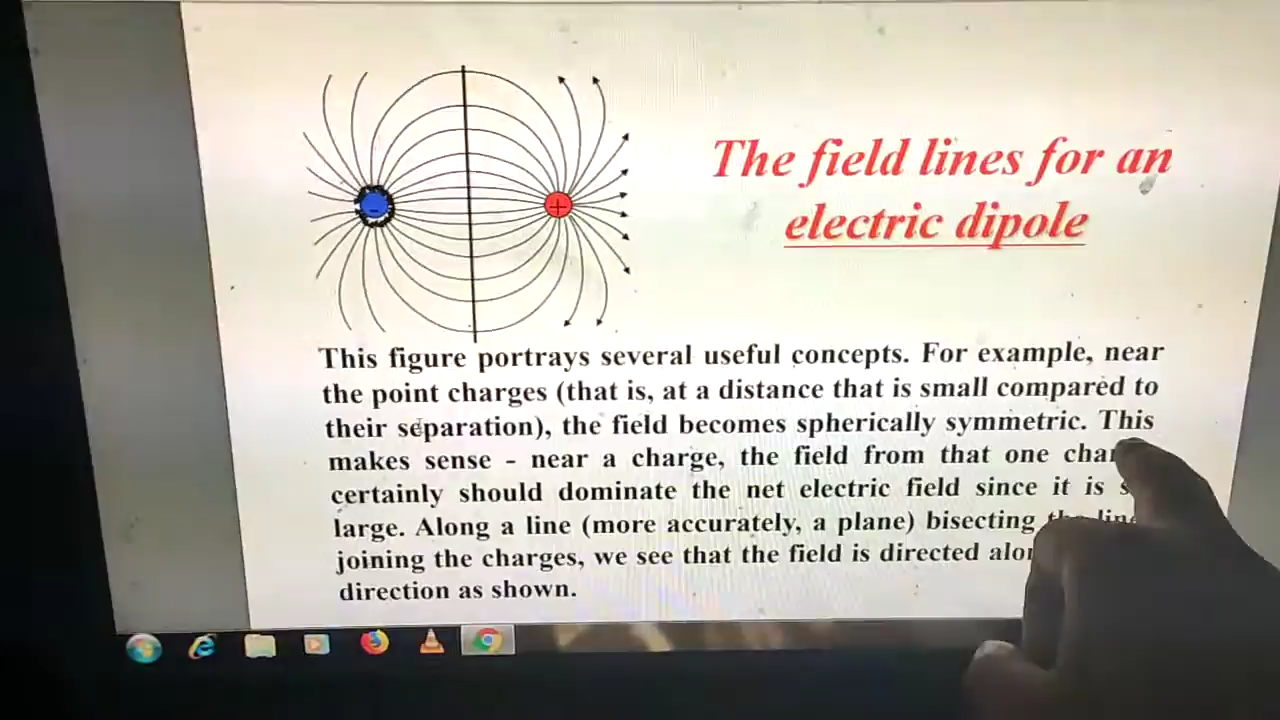 The field lines for an
electric dipole
- +
This figure portrays several useful concepts. For example, near
the point charges (that is, at a distance that is small compared to
their separation), the field becomes spherically symmetric. This
makes sense - near a charge, the field from that one
certainly should dominate the net electric field since it is
large. Along a line (more accurately, a plane) bisecting the
joining the charges, we see that the field is directed
direction as shown.